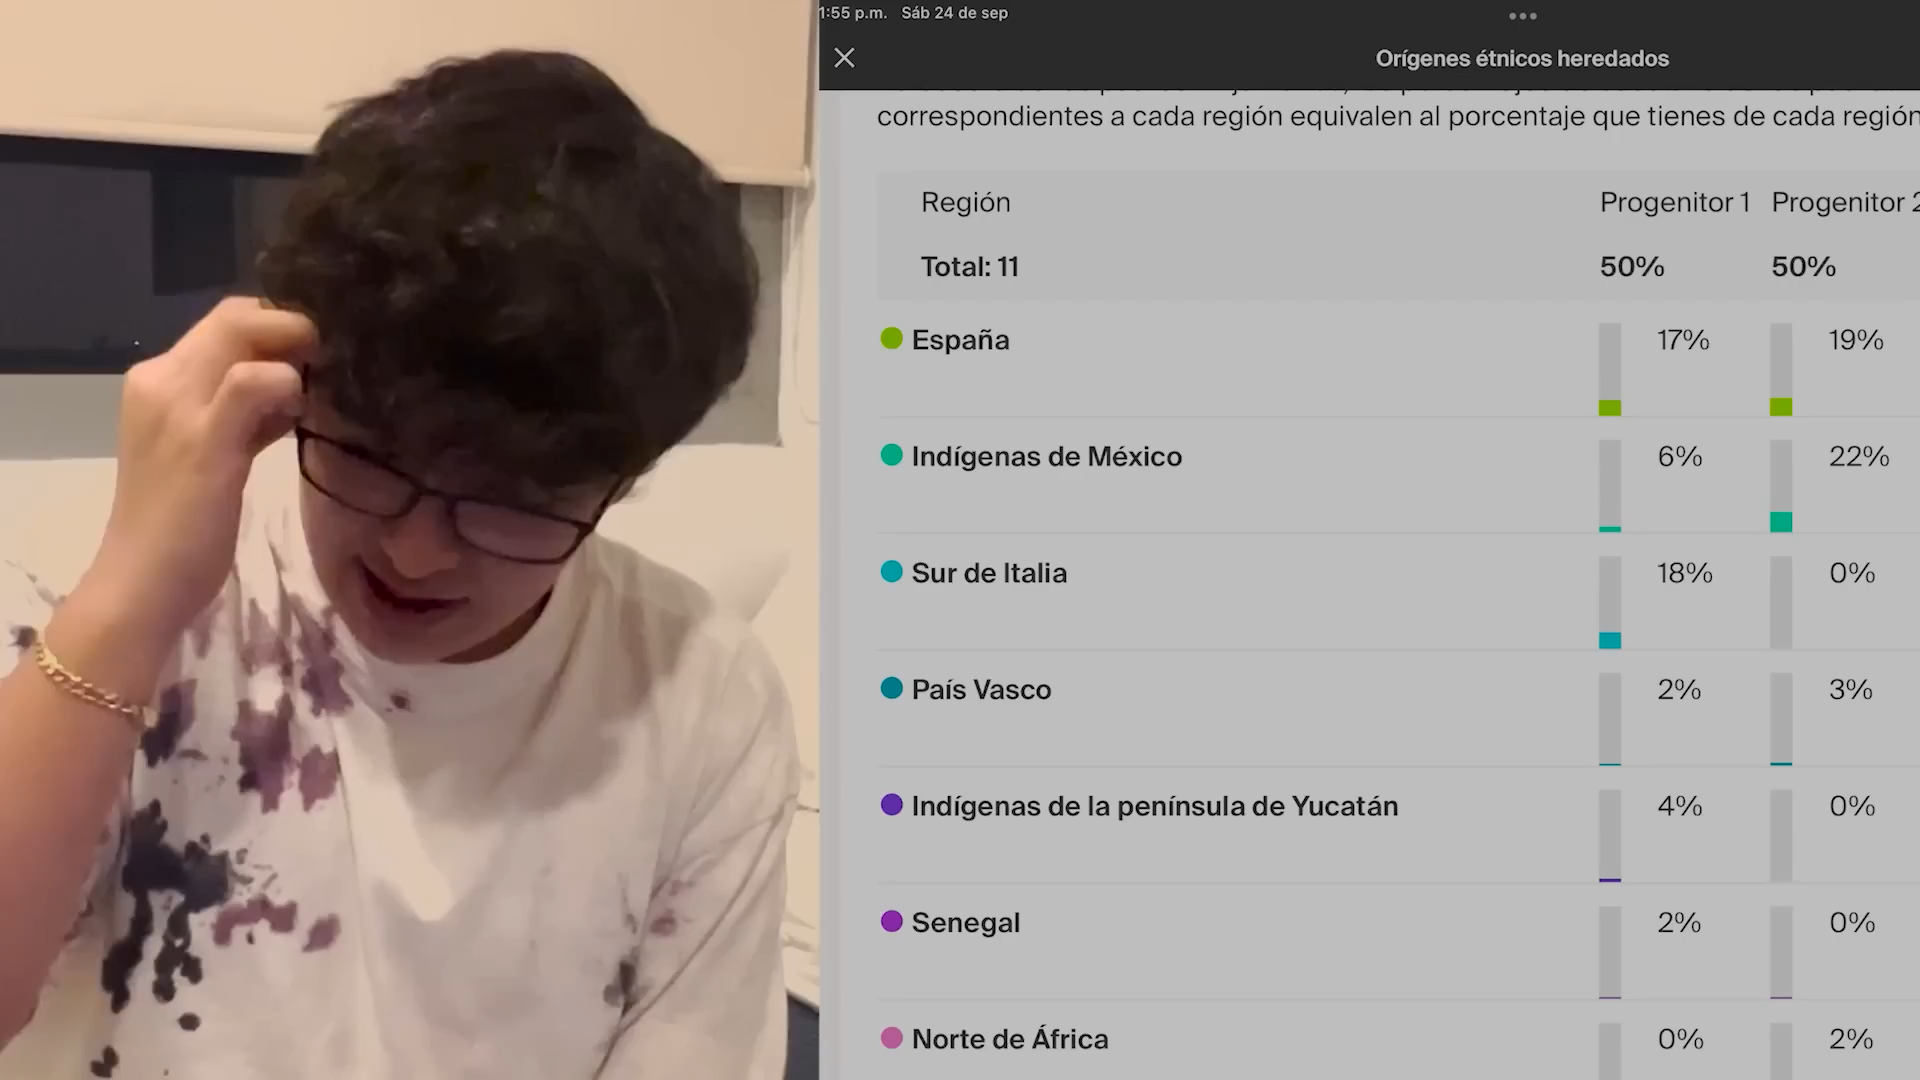 1:55 p.m. Sáb 24 de sep
Orígenes étnicos heredados
correspondientes a cada región equivalen al porcentaje que tienes de cada región
Región Progenitor 1 Progenitor 2
Total: 11 50% 50%
España 17% 19%
Indígenas de México 6% 22%
Sur de Italia 18% 0%
País Vasco 2% 3%
Indígenas de la península de Yucatán 4% 0%
Senegal 2% 0%
Norte de África 0% 2%